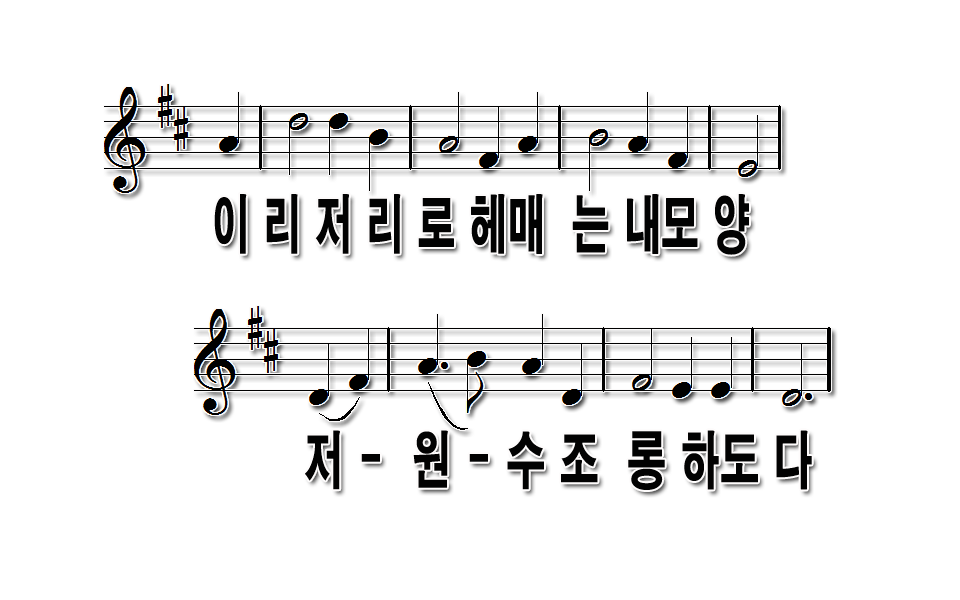 이 리 저 리 로 헤매 는 내모 양
저 - 원 - 수 조 롱 하도 다